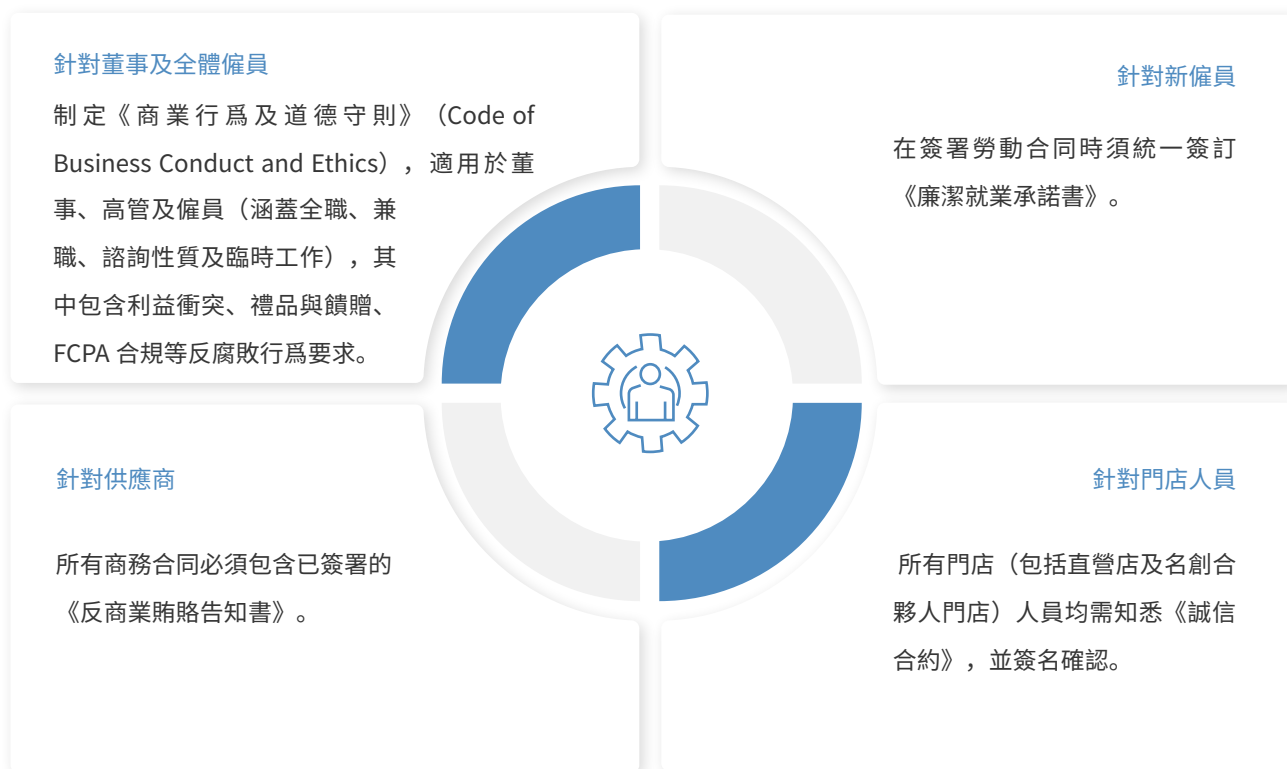 針對董事及全體僱員
制定《商業行爲及道德守則》（Code of
Business Conduct and Ethics），適用於董
事、高管及僱員（涵蓋全職、兼
職、諮詢性質及臨時工作），其
中包含利益衝突、禮品與饋贈、
FCPA 合規等反腐敗行爲要求。
針對新僱員
在簽署勞動合同時須統一簽訂
《廉潔就業承諾書》。
針對供應商
所有商務合同必須包含已簽署的
《反商業賄賂告知書》。
針對門店人員
所有門店（包括直營店及名創合
夥人門店）人員均需知悉《誠信
合約》，並簽名確認。